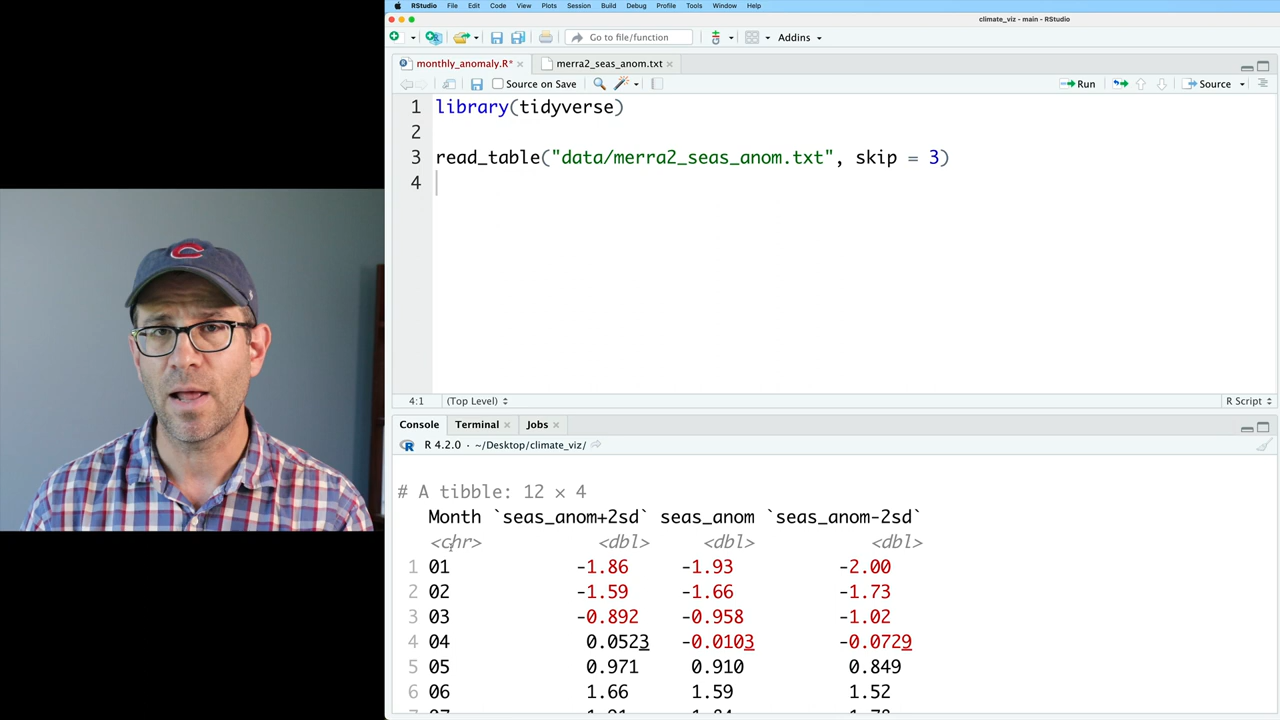 RStudio File Edit Code View Plots Session Build Debug Profile Tools Window Help
climate_viz - main - RStudio
Go to file/function Addins
monthly_anomaly.R* merra2_seas_anom.txt
Source on Save Run Source
1 library(tidyverse)
2
3 read_table("data/merra2_seas_anom.txt", skip = 3)
4
4:1 (Top Level) R Script
Console Terminal Jobs
R 4.2.0 · ~/Desktop/climate_viz/
# A tibble: 12 × 4
Month `seas_anom+2sd` seas_anom `seas_anom-2sd`
<chr> <dbl> <dbl> <dbl>
1 01 -1.86 -1.93 -2.00
2 02 -1.59 -1.66 -1.73
3 03 -0.892 -0.958 -1.02
4 04 0.0523 -0.0103 -0.0729
5 05 0.971 0.910 0.849
6 06 1.66 1.59 1.52